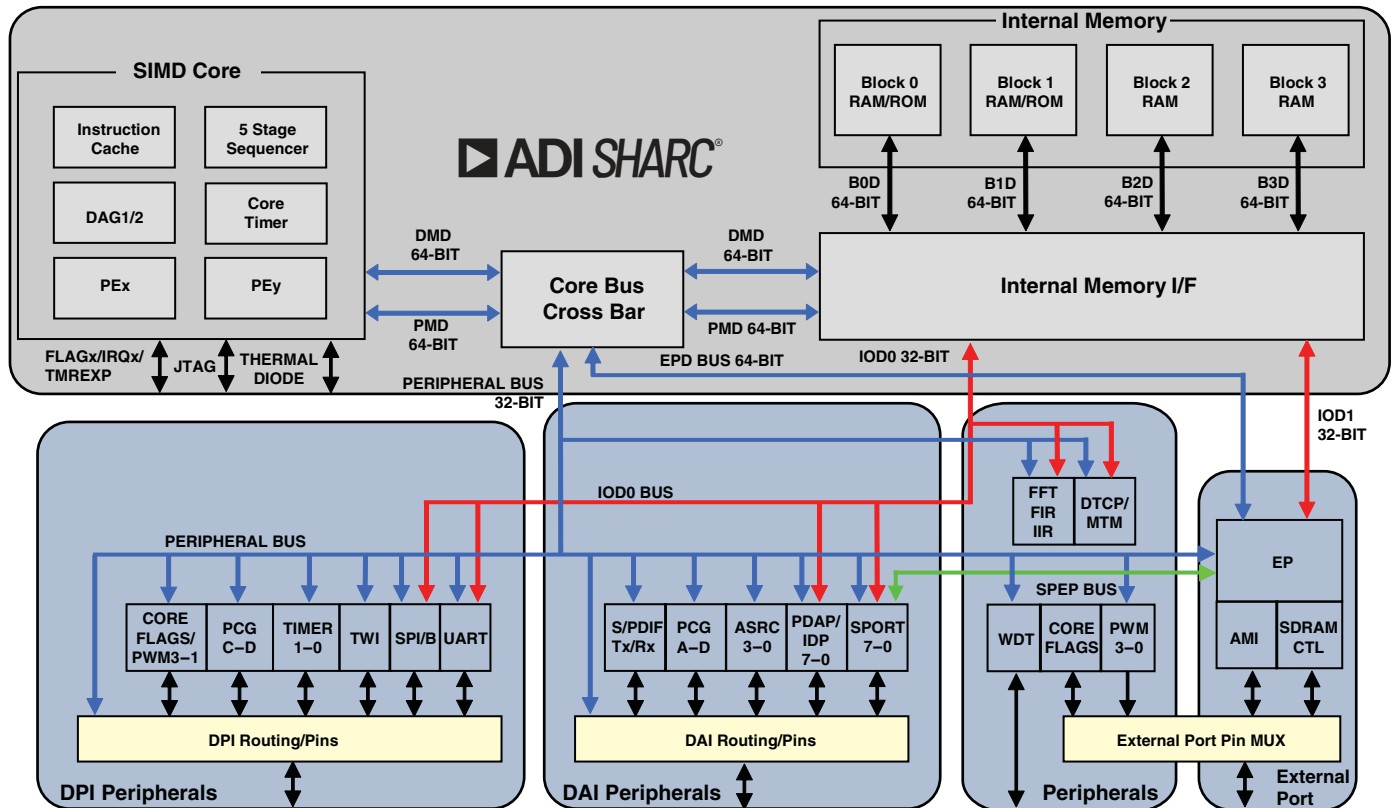 Internal Memory
SIMD Core
Block 0
RAM/ROM
Block 1
RAM/ROM
Block 2
RAM
Block 3
RAM
Instruction
Cache
5 Stage
Sequencer
DAG1/2
Core
Timer
PEx
PEy
ADI SHARC®
B0D
64-BIT
B1D
64-BIT
B2D
64-BIT
B3D
64-BIT
DMD
64-BIT
DMD
64-BIT
Core Bus
Cross Bar
Internal Memory I/F
PMD
64-BIT
PMD 64-BIT
FLAGx/IRQx/
TMREXP
JTAG
THERMAL
DIODE
EPD BUS 64-BIT
IOD0 32-BIT
PERIPHERAL BUS
32-BIT
IOD1
32-BIT
IOD0 BUS
FFT
FIR
IIR
DTCP/
MTM
PERIPHERAL BUS
EP
SPEP BUS
CORE
FLAGS/
PWM3–1
PCG
C–D
TIMER
1–0
TWI
SPI/B
UART
S/PDIF
Tx/Rx
PCG
A–D
ASRC
3–0
PDAP/
IDP
7–0
SPORT
7–0
WDT
CORE
FLAGS
PWM
3–0
AMI
SDRAM
CTL
DPI Routing/Pins
DAI Routing/Pins
External Port Pin MUX
DPI Peripherals
DAI Peripherals
Peripherals
External
Port